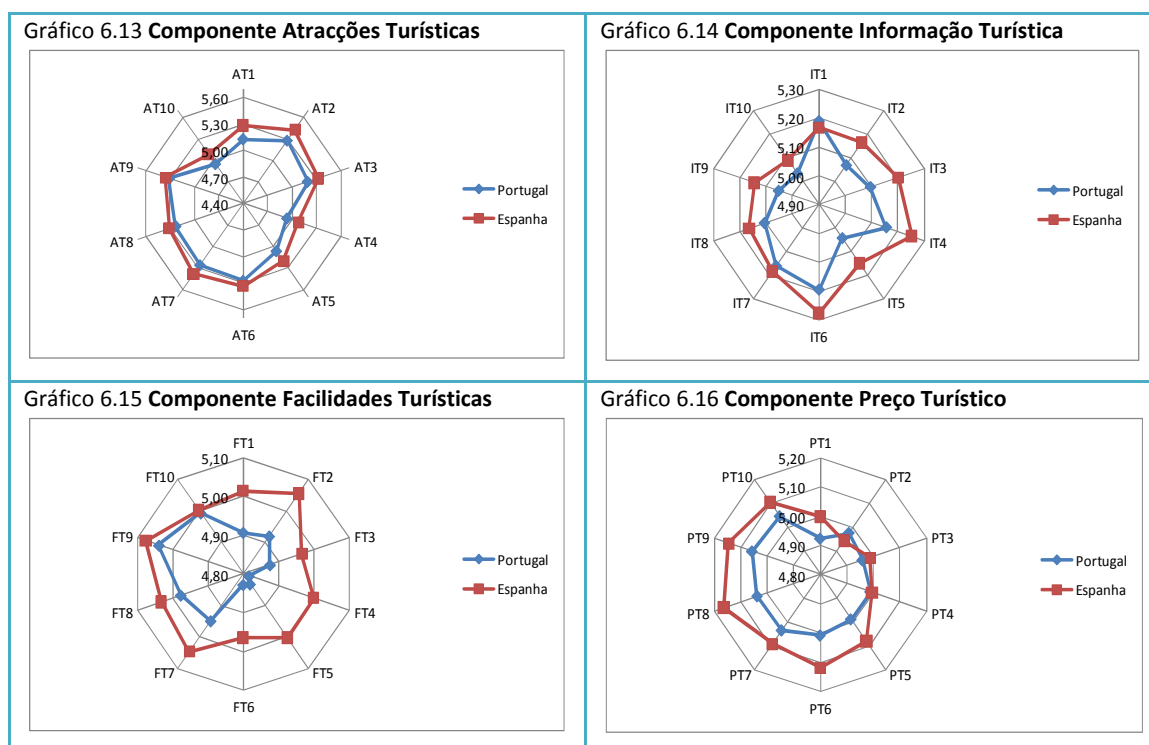 Gráfico 6.13 Componente Atracções Turísticas
AT1
AT2
AT3
AT4
AT5
AT6
AT7
AT8
AT9
AT10
5,60
5,30
5,00
4,70
4,40
Portugal
Espanha
Gráfico 6.14 Componente Informação Turística
IT1
IT2
IT3
IT4
IT5
IT6
IT7
IT8
IT9
IT10
5,30
5,20
5,10
5,00
4,90
Portugal
Espanha
Gráfico 6.15 Componente Facilidades Turísticas
FT1
FT2
FT3
FT4
FT5
FT6
FT7
FT8
FT9
FT10
5,10
5,00
4,90
4,80
Portugal
Espanha
Gráfico 6.16 Componente Preço Turístico
PT1
PT2
PT3
PT4
PT5
PT6
PT7
PT8
PT9
PT10
5,20
5,10
5,00
4,90
4,80
Portugal
Espanha